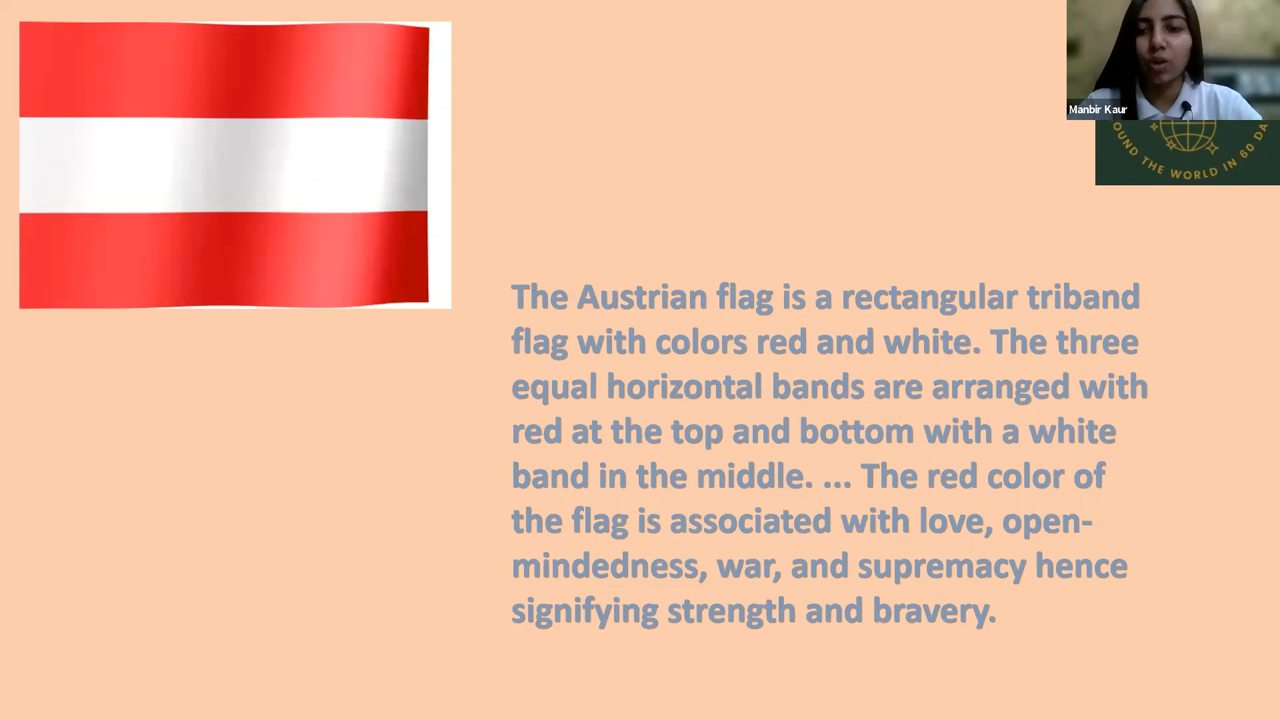 Manbir Kaur
OUND THE WORLD IN 60 DA
The Austrian flag is a rectangular triband
flag with colors red and white. The three
equal horizontal bands are arranged with
red at the top and bottom with a white
band in the middle. ... The red color of
the flag is associated with love, open-
mindedness, war, and supremacy hence
signifying strength and bravery.